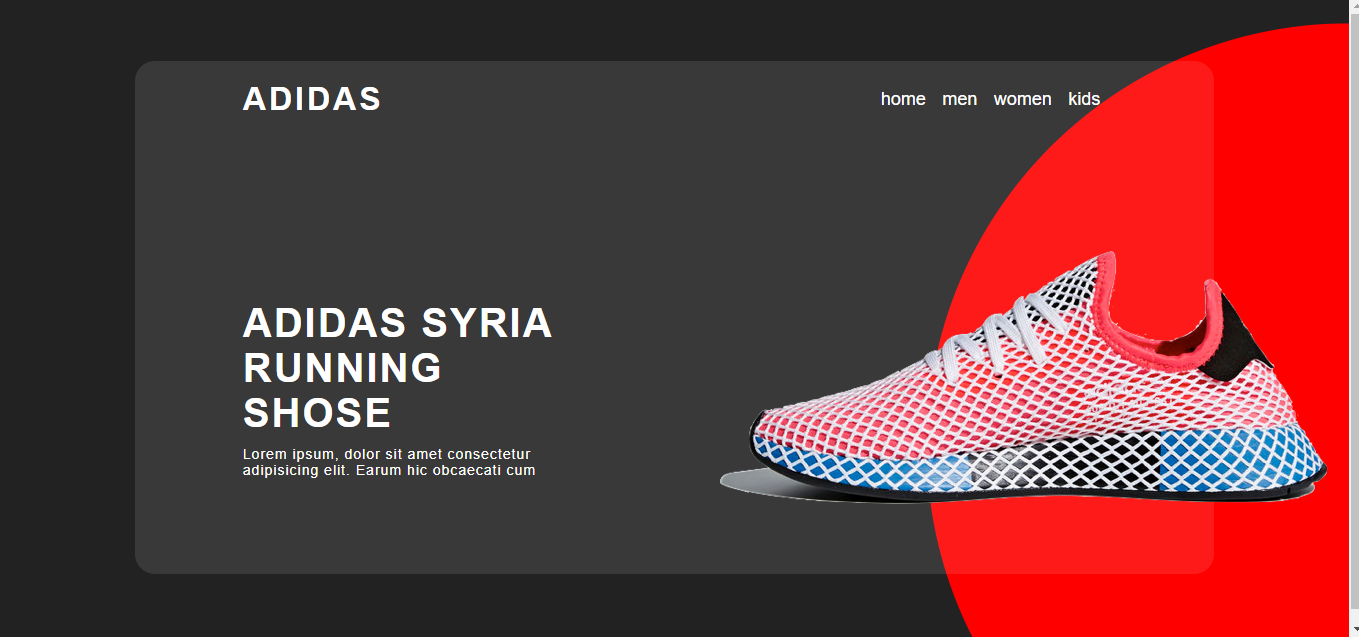 ADIDAS
home men women kids
ADIDAS SYRIA
RUNNING
SHOSE
Lorem ipsum, dolor sit amet consectetur
adipisicing elit. Earum hic obcaecati cum